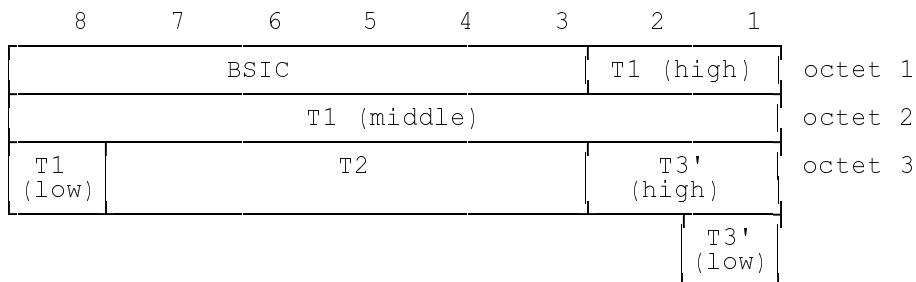 8 7 6 5 4 3 2 1
BSIC T1 (high) octet 1
T1 (middle) octet 2
T1 T2 T3' octet 3
(low) (high)
T3'
(low)